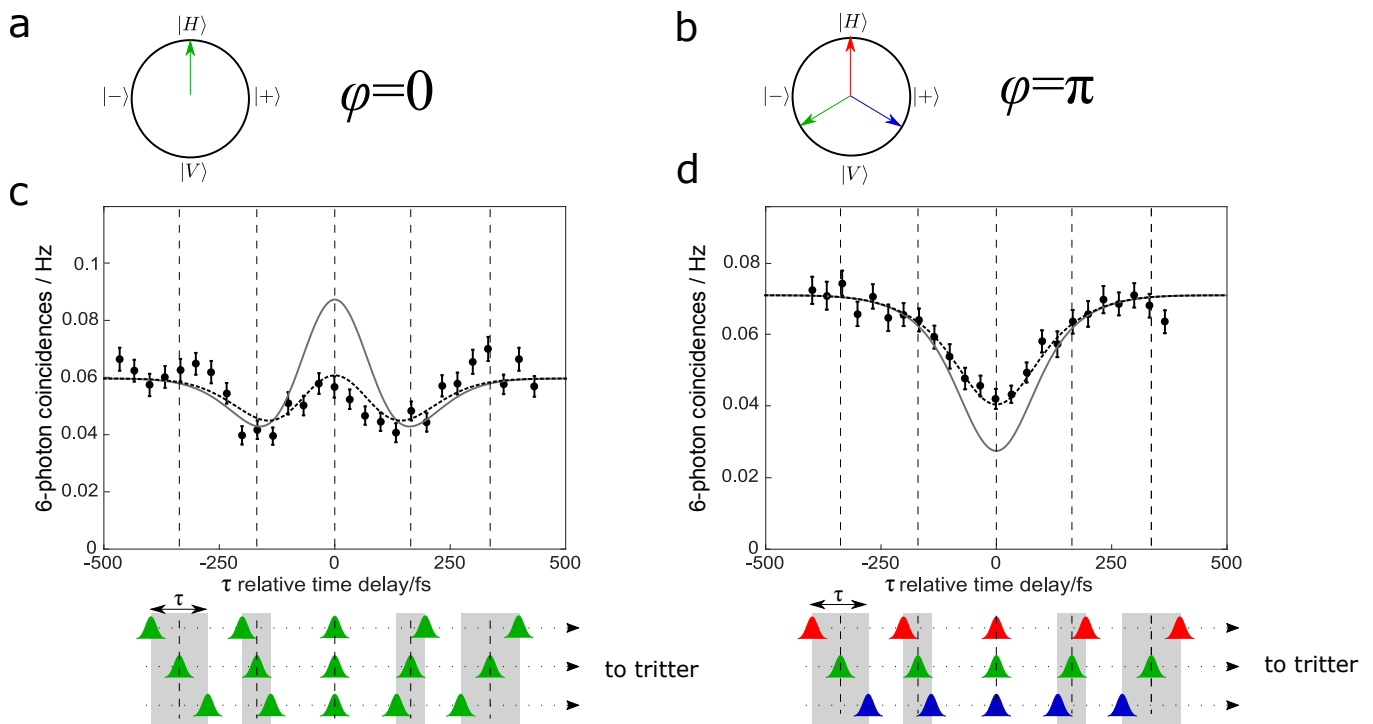 a
|H⟩
|−⟩
|+⟩
|V⟩
φ=0
b
|H⟩
|−⟩
|+⟩
|V⟩
φ=π
c
6-photon coincidences / Hz
0.1
0.08
0.06
0.04
0.02
0
-500
-250
0
250
500
τ relative time delay/fs
τ
to tritter
d
6-photon coincidences / Hz
0.08
0.06
0.04
0.02
0
-500
-250
0
250
500
τ relative time delay/fs
τ
to tritter